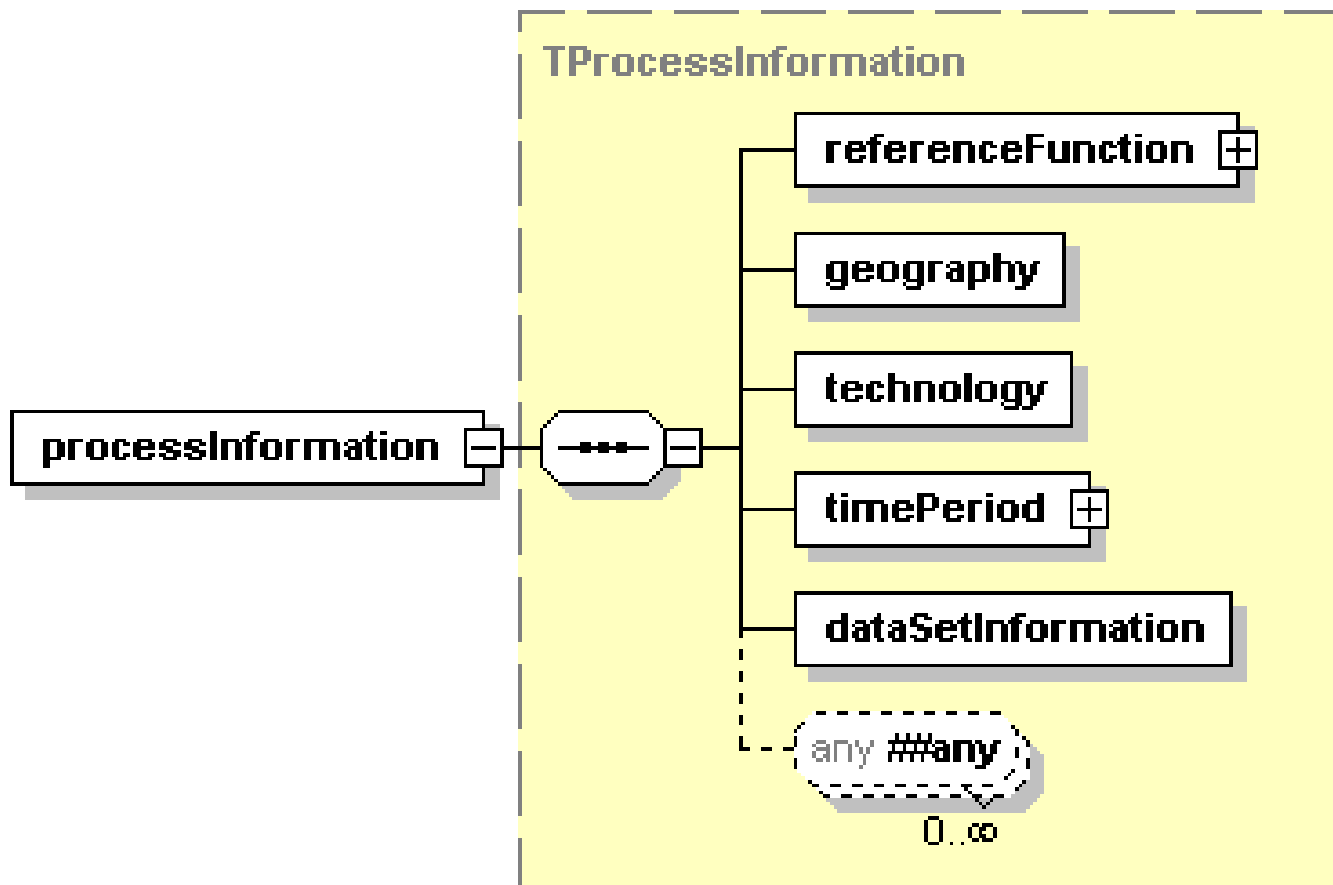 TProcessInformation
referenceFunction
geography
technology
processInformation
timePeriod
dataSetInformation
any ##any
0..∞